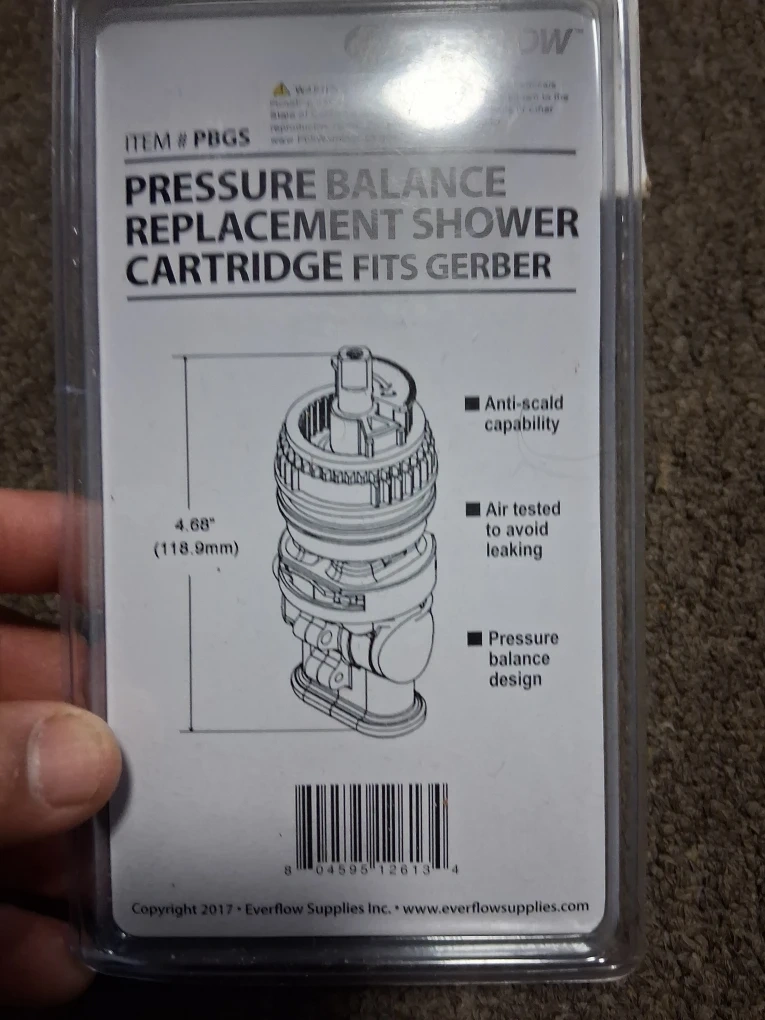 ITEM # PBGS
PRESSURE BALANCE
REPLACEMENT SHOWER
CARTRIDGE FITS GERBER
■ Anti-scald
capability
4.68"
(118.9mm)
■ Air tested
to avoid
leaking
■ Pressure
balance
design
8 04595 12613 4
Copyright 2017 • Everflow Supplies Inc. • www.everflowsupplies.com